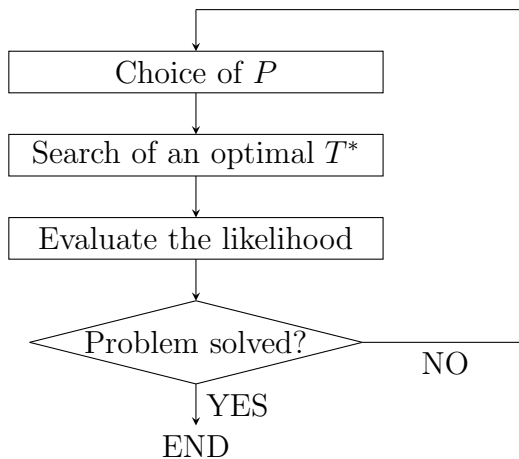 Choice of P
Search of an optimal T*
Evaluate the likelihood
Problem solved?
NO
YES
END